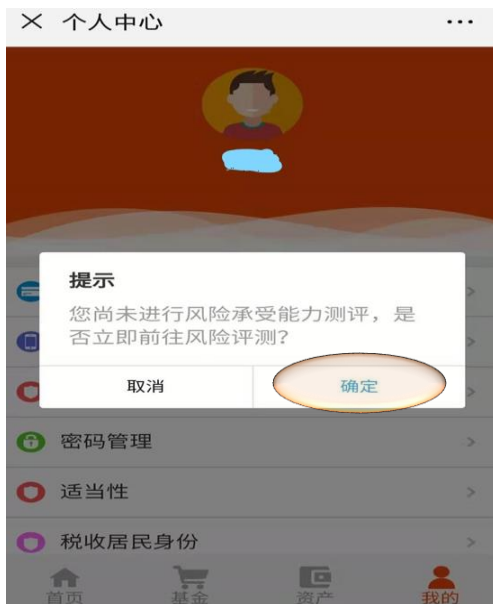 个人中心
提示
您尚未进行风险承受能力测评，是
否立即前往风险评测？
取消
确定
密码管理
适当性
税收居民身份
首页
基金
资产
我的